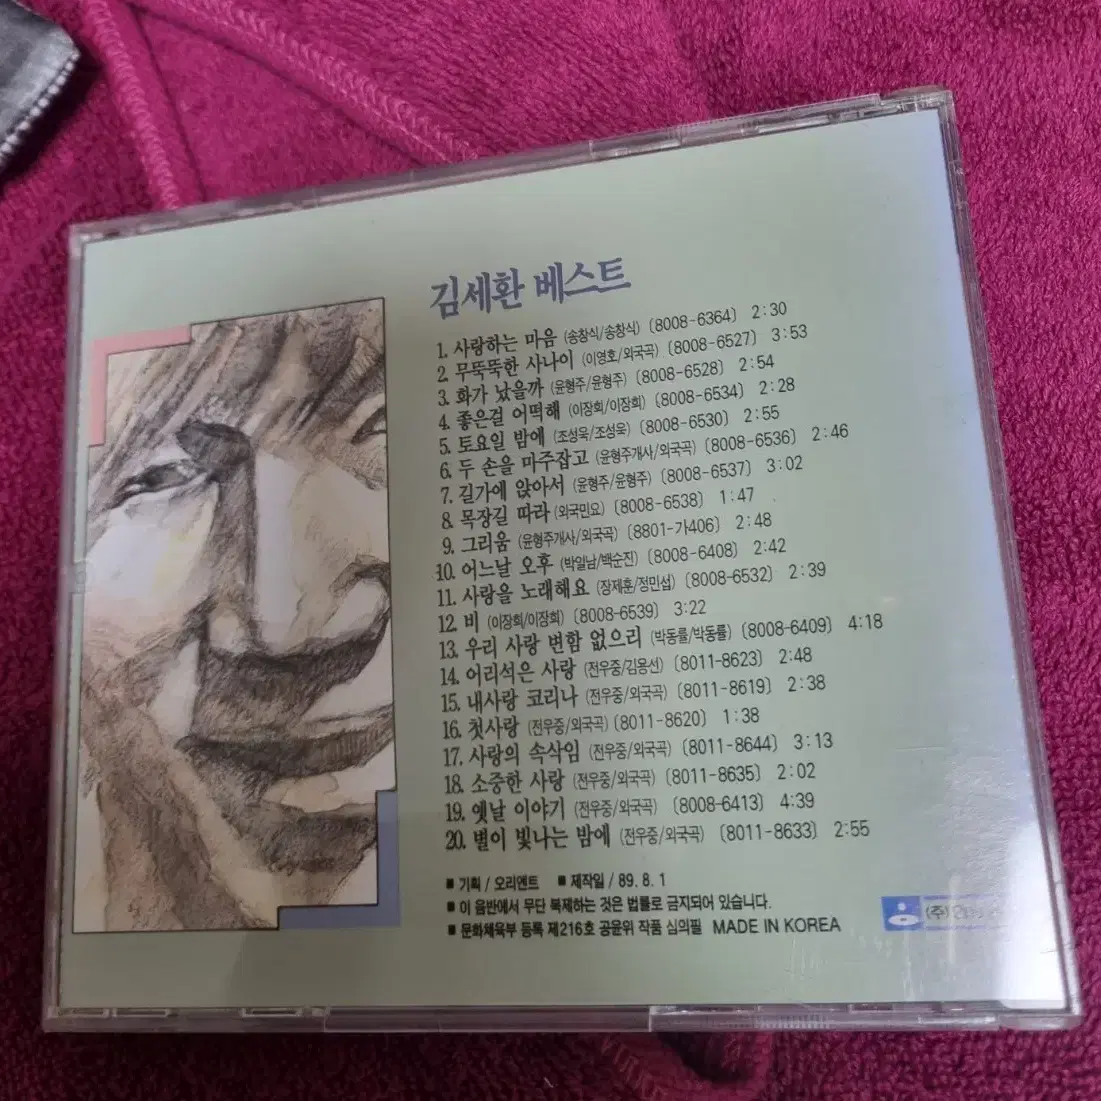 김세환 베스트
1. 사랑하는 마음 (송창식/송창식) (8008-6364) 2:30
2. 무뚝뚝한 사나이 (이영호/외국곡) (8008-6527) 3:53
3. 화가 났을까 (윤형주/윤형주) (8008-6528) 2:54
4. 좋은걸 어떡해 (이장희/이장희) (8008-6534) 2:28
5. 토요일 밤에 (조성욱/조성욱) (8008-6530) 2:55
6. 두 손을 마주잡고 (윤형주개사/외국곡) (8008-6536) 2:46
7. 길가에 앉아서 (윤형주/윤형주) (8008-6537) 3:02
8. 목장길 따라 (외국민요) (8008-6538) 1:47
9. 그리움 (윤형주개사/외국곡) (8801-가406) 2:48
10. 어느날 오후 (박일남/백순진) (8008-6408) 2:42
11. 사랑을 노래해요 (장제훈/정민섭) (8008-6532) 2:39
12. 비 (이장희/이장희) (8008-6539) 3:22
13. 우리 사랑 변함 없으리 (박동률/박동률) (8008-6409) 4:18
14. 어리석은 사랑 (전우중/김용선) (8011-8623) 2:48
15. 내사랑 코리나 (전우중/외국곡) (8011-8619) 2:38
16. 첫사랑 (전우중/외국곡) (8011-8620) 1:38
17. 사랑의 속삭임 (전우중/외국곡) (8011-8644) 3:13
18. 소중한 사랑 (전우중/외국곡) (8011-8635) 2:02
19. 옛날 이야기 (전우중/외국곡) (8008-6413) 4:39
20. 별이 빛나는 밤에 (전우중/외국곡) (8011-8633) 2:55
■ 기획 / 오리엔트 ■ 제작일 / 89. 8. 1
■ 이 음반에서 무단 복제하는 것은 법률로 금지되어 있습니다.
■ 문화체육부 등록 제216호 공윤위 작품 심의필 MADE IN KOREA
(주)